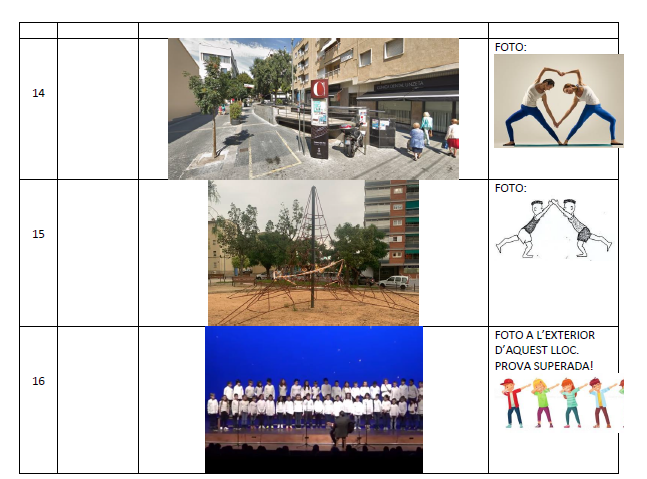 14
FOTO:
15
FOTO:
16
FOTO A L'EXTERIOR
D'AQUEST LLOC.
PROVA SUPERADA!